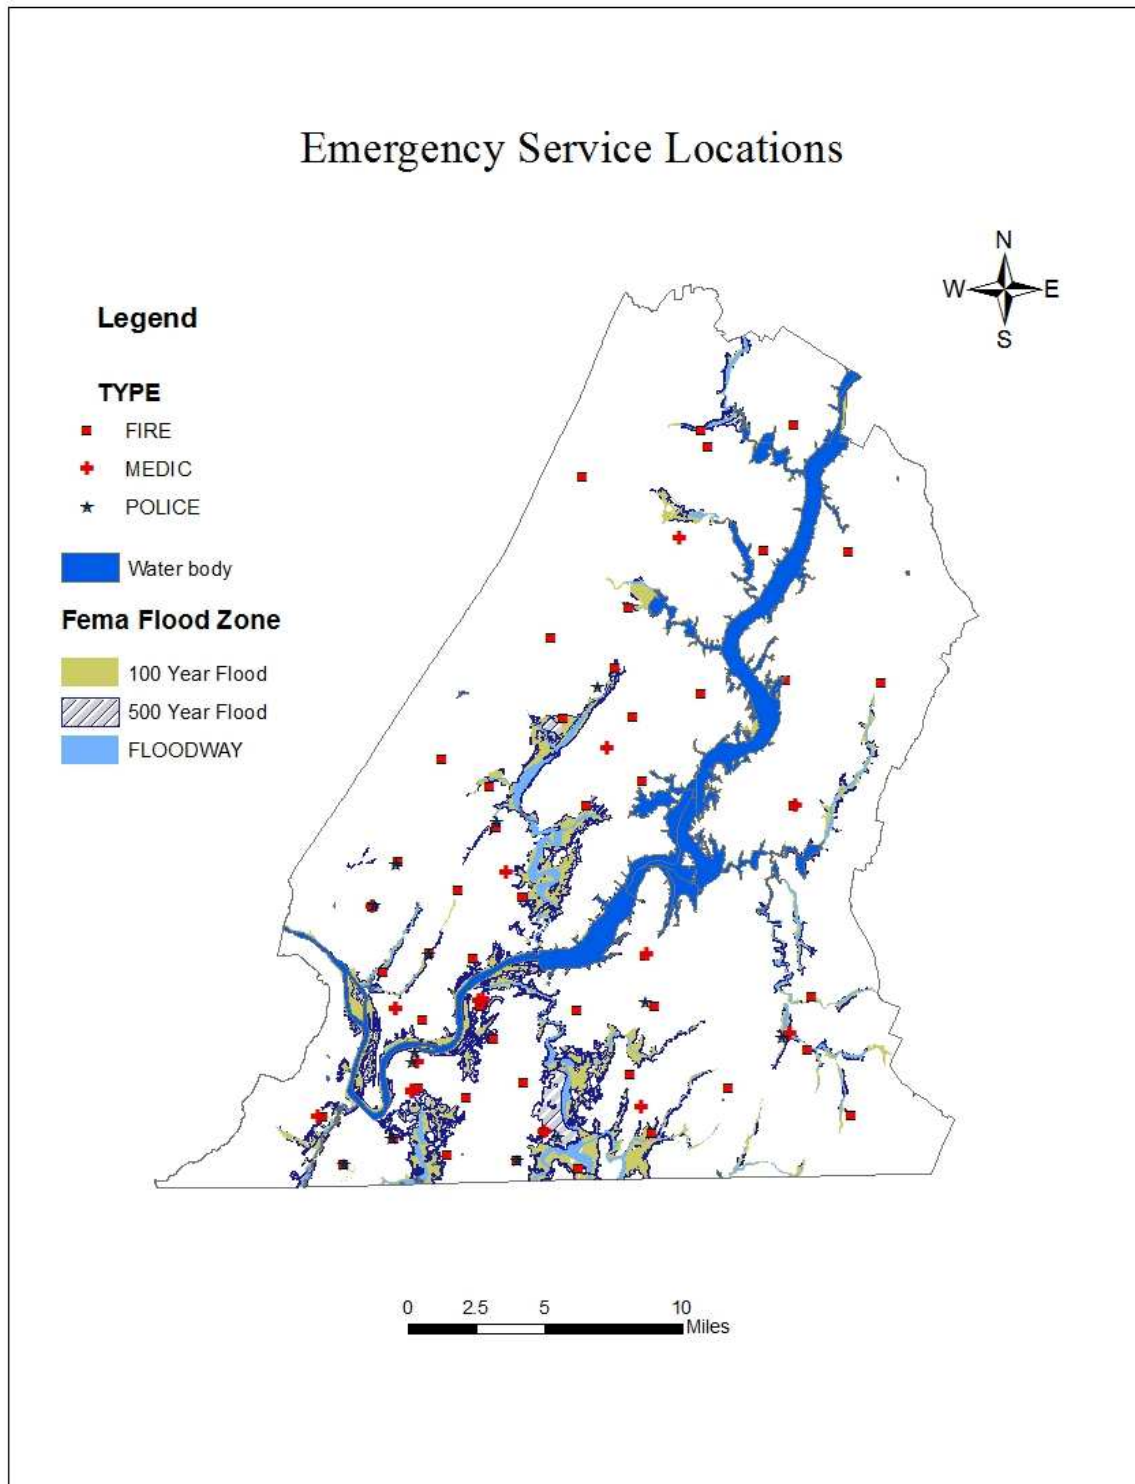 Emergency Service Locations
N
W E
S
Legend
TYPE
FIRE
MEDIC
POLICE
Water body
Fema Flood Zone
100 Year Flood
500 Year Flood
FLOODWAY
0 2.5 5 10
Miles